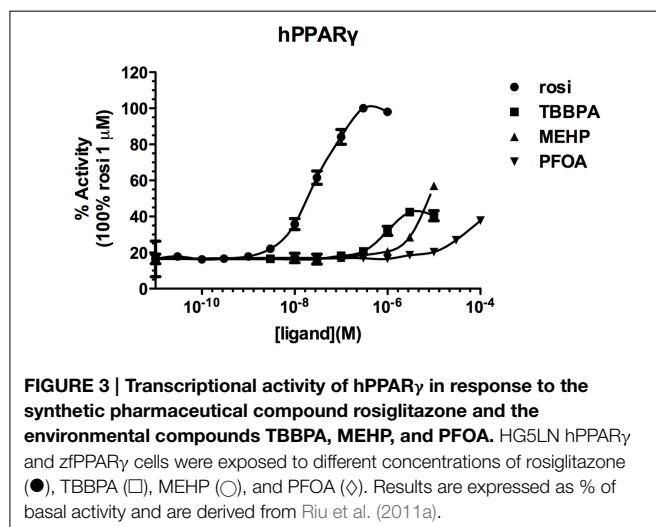 hPPARγ
120
100
80
60
40
20
0
% Activity
(100% rosi 1 μM)
10⁻¹⁰
10⁻⁸
10⁻⁶
10⁻⁴
[ligand](M)
● rosi
■ TBBPA
▲ MEHP
▼ PFOA
FIGURE 3 | Transcriptional activity of hPPARγ in response to the
synthetic pharmaceutical compound rosiglitazone and the
environmental compounds TBBPA, MEHP, and PFOA. HG5LN hPPARγ
and zfPPARγ cells were exposed to different concentrations of rosiglitazone
(●), TBBPA (□), MEHP (○), and PFOA (◊). Results are expressed as % of
basal activity and are derived from Riu et al. (2011a).